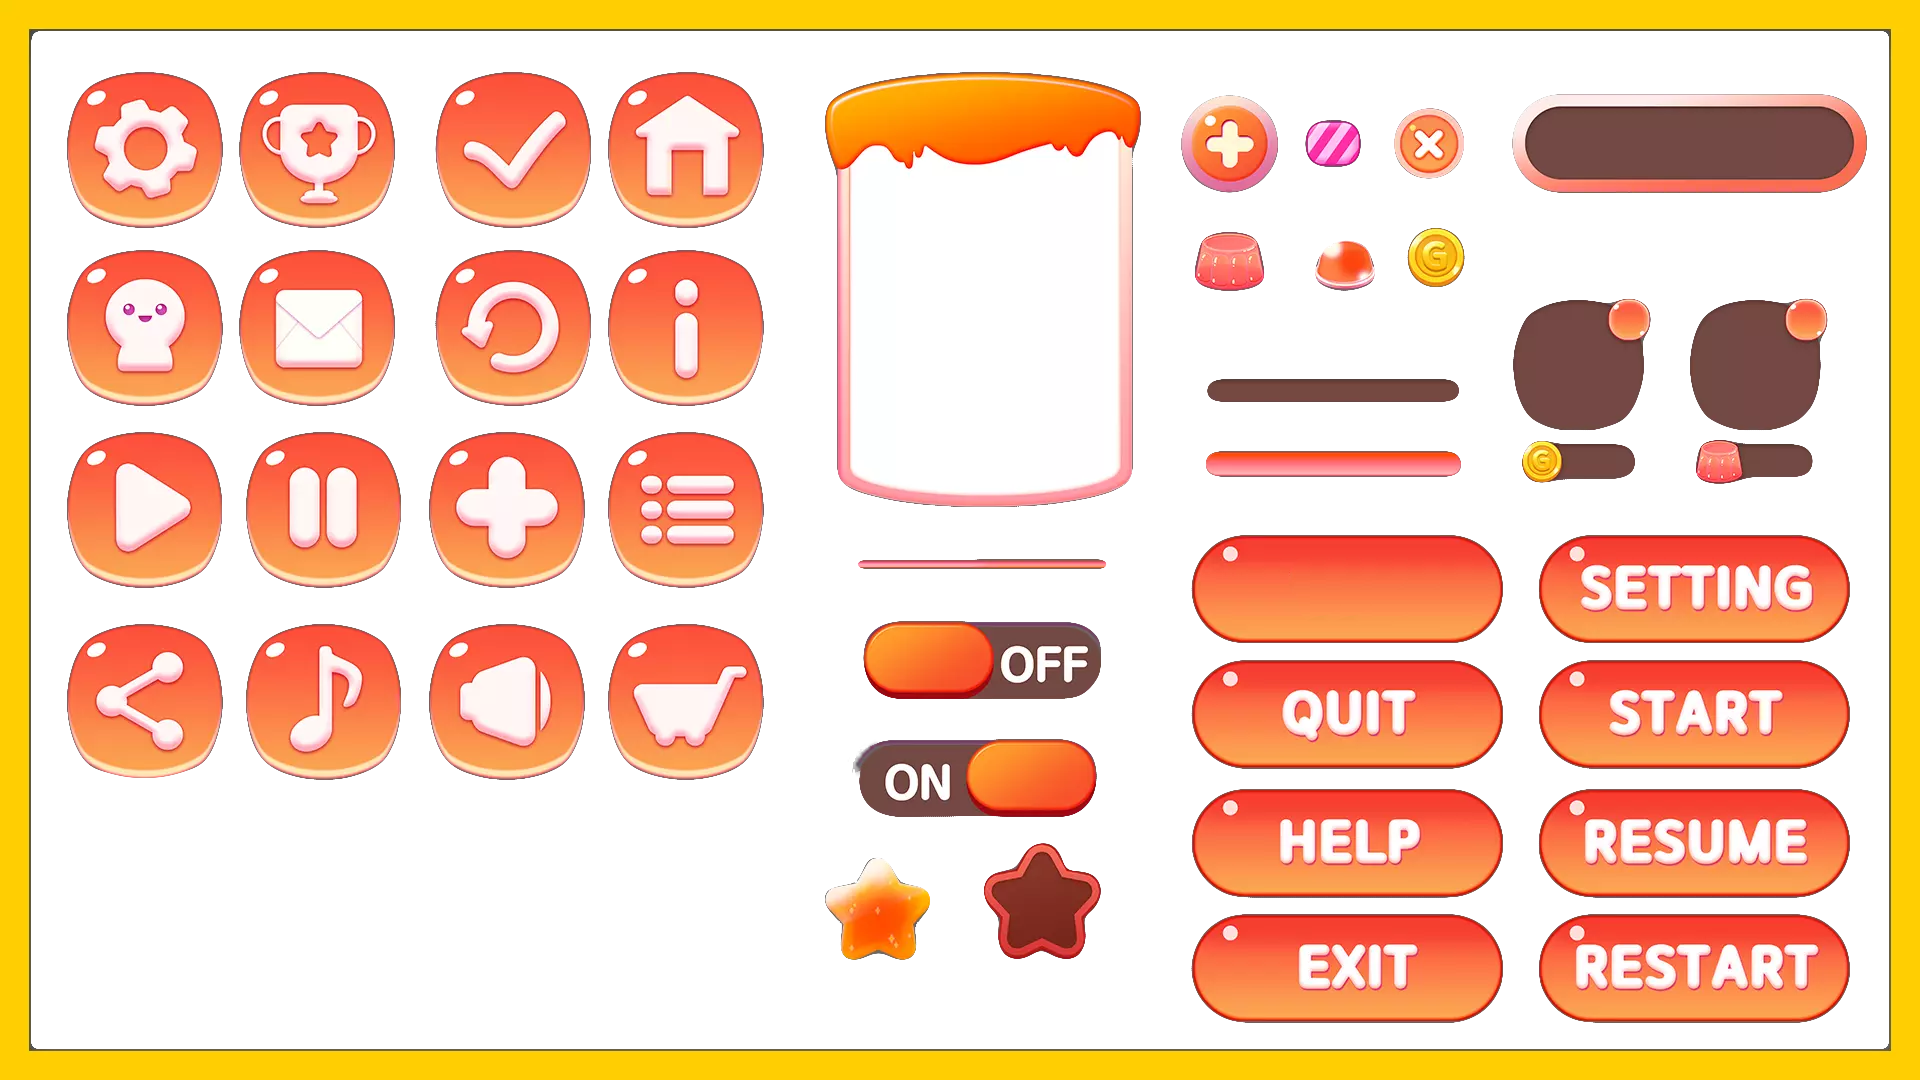 G
G
OFF
ON
SETTING
QUIT
START
HELP
RESUME
EXIT
RESTART